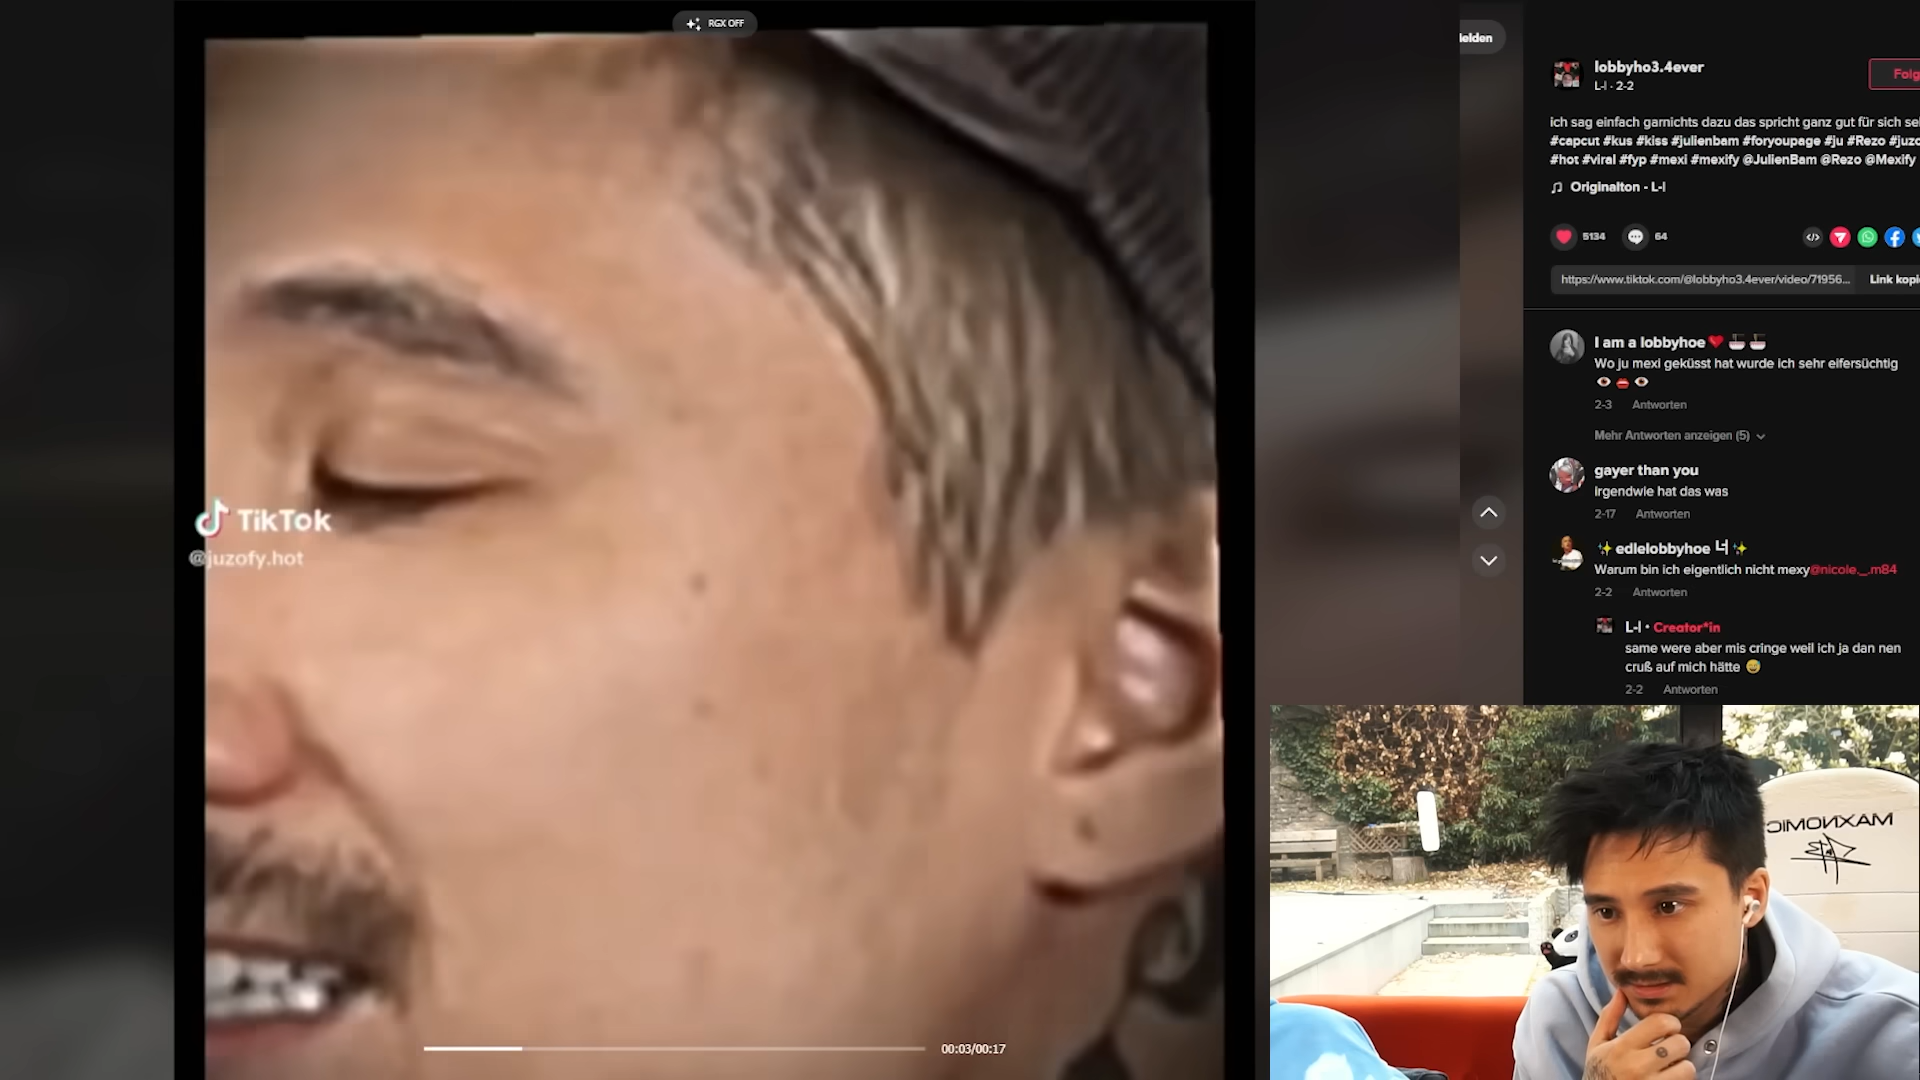 RGX OFF
TikTok
@juzofy.hot
00:03/00:17
lobbyho3.4ever
L-l · 2-2
ich sag einfach garnichts dazu das spricht ganz gut für sich
#capcut #kus #kiss #julienbam #foryoupage #ju #Rezo
#hot #viral #fyp #mexi #mexify @JulienBam @Rezo @Mexify
Originalton - L-l
5134
64
https://www.tiktok.com/@lobbyho3.4ever/video/71956...
Link
I am a lobbyhoe❤️
Wo ju mexi geküsst hat wurde ich sehr eifersüchtig
👁️👄👁️
2-3 Antworten
Mehr Antworten anzeigen (5)
gayer than you
irgendwie hat das was
2-17 Antworten
✨edlelobbyhoe 너✨
Warum bin ich eigentlich nicht mexy@nicole._.m84
2-2 Antworten
L-l · Creator*in
same were aber mis cringe weil ich ja dan nen
cruß auf mich hätte 😅
2-2 Antworten
MAXNOMIC